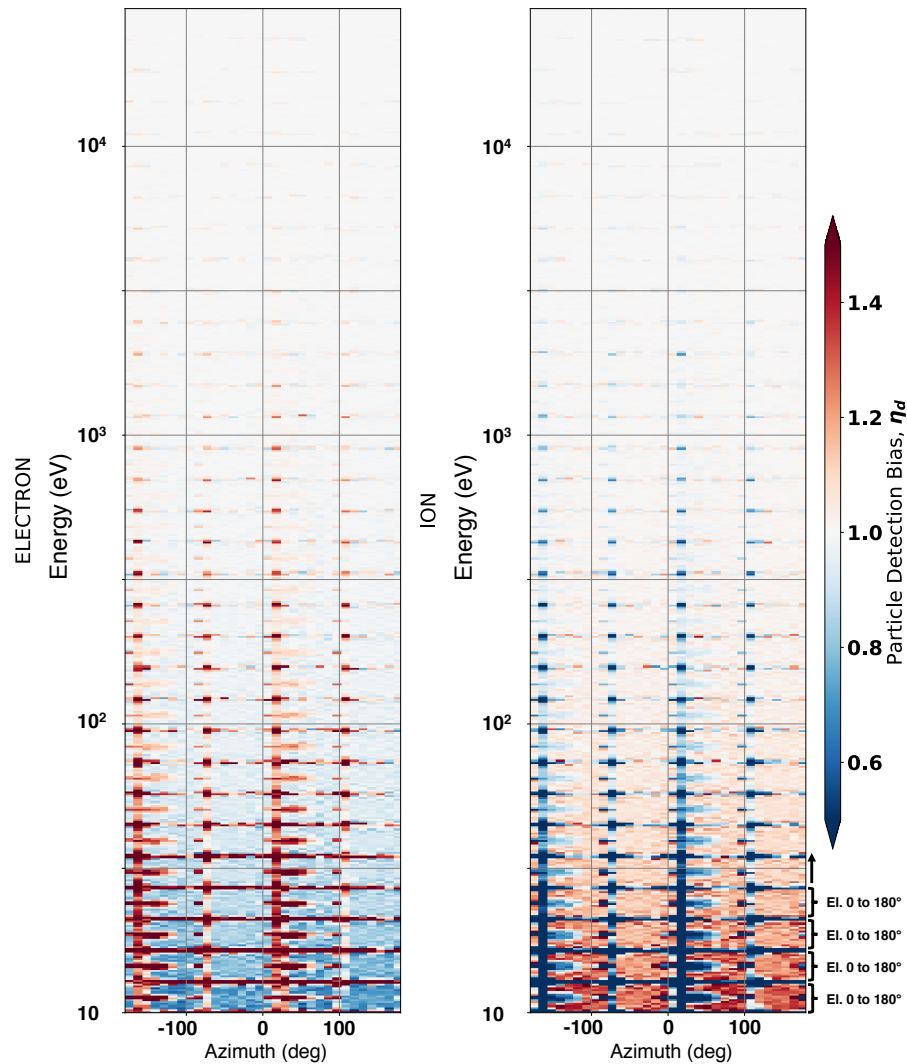 ELECTRON
Energy (eV)
10⁴
10³
10²
10
-100
0
100
Azimuth (deg)
ION
Energy (eV)
10⁴
10³
10²
10
-100
0
100
Azimuth (deg)
1.4
1.2
1.0
0.8
0.6
Particle Detection Bias, η_d
El. 0 to 180°
El. 0 to 180°
El. 0 to 180°
El. 0 to 180°